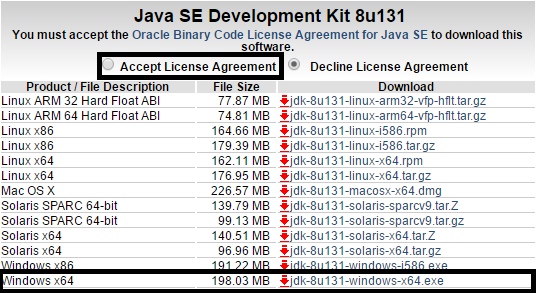 Java SE Development Kit 8u131
You must accept the Oracle Binary Code License Agreement for Java SE to download this
software.
Accept License Agreement Decline License Agreement
Product / File Description File Size Download
Linux ARM 32 Hard Float ABI 77.87 MB jdk-8u131-linux-arm32-vfp-hflt.tar.gz
Linux ARM 64 Hard Float ABI 74.81 MB jdk-8u131-linux-arm64-vfp-hflt.tar.gz
Linux x86 164.66 MB jdk-8u131-linux-i586.rpm
Linux x86 179.39 MB jdk-8u131-linux-i586.tar.gz
Linux x64 162.11 MB jdk-8u131-linux-x64.rpm
Linux x64 176.95 MB jdk-8u131-linux-x64.tar.gz
Mac OS X 226.57 MB jdk-8u131-macosx-x64.dmg
Solaris SPARC 64-bit 139.79 MB jdk-8u131-solaris-sparcv9.tar.Z
Solaris SPARC 64-bit 99.13 MB jdk-8u131-solaris-sparcv9.tar.gz
Solaris x64 140.51 MB jdk-8u131-solaris-x64.tar.Z
Solaris x64 96.96 MB jdk-8u131-solaris-x64.tar.gz
Windows x86 191.22 MB jdk-8u131-windows-i586.exe
Windows x64 198.03 MB jdk-8u131-windows-x64.exe